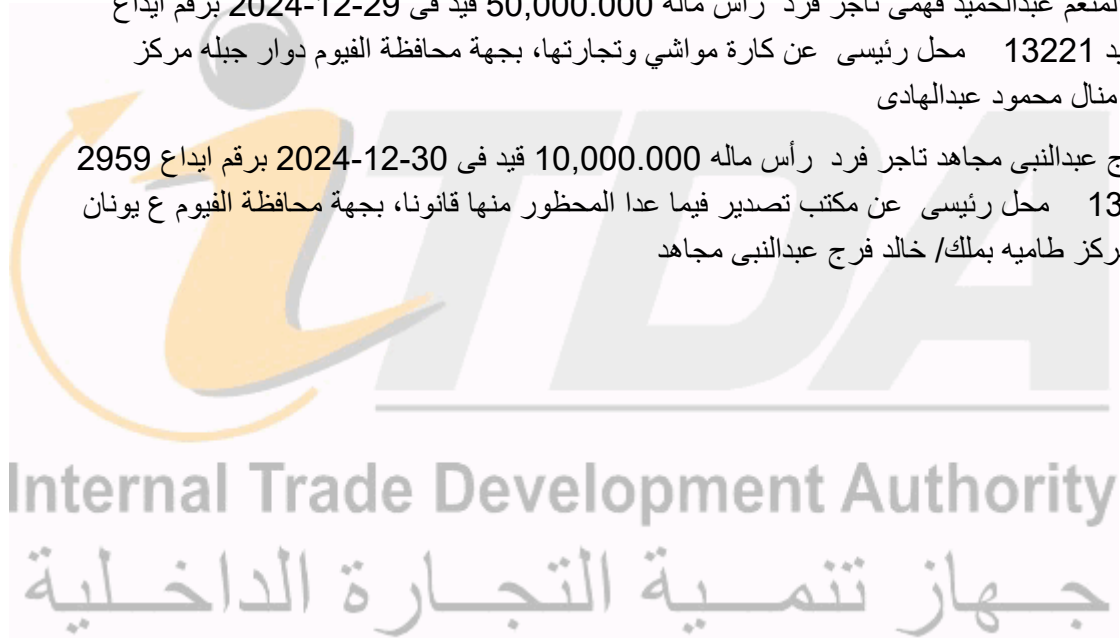 عبدالحميد فهمى تاجر فرد رأس ماله 50,000.000 قيد فى 29-12-2024 برقم ايداع
13221 محل رئيسى عن كارة مواشي وتجارتها، بجهة محافظة الفيوم دوار جبله مركز
منال محمود عبدالهادى
عبدالنبى مجاهد تاجر فرد رأس ماله 10,000.000 قيد فى 30-12-2024 برقم ايداع 2959
محل رئيسى عن مكتب تصدير فيما عدا المحظور منها قانونا، بجهة محافظة الفيوم ع يونان
طاميه بملك/ خالد فرج عبدالنبى مجاهد
iTDA
Internal Trade Development Authority
جهاز تنمية التجارة الداخلية